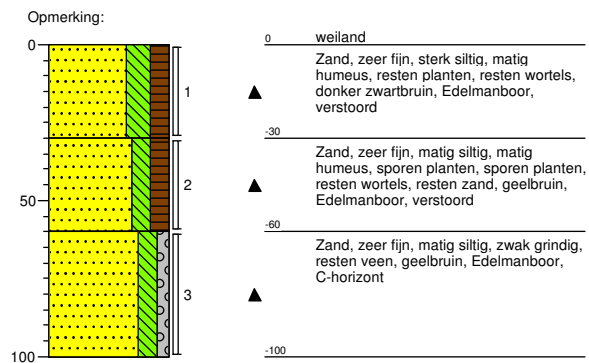 Opmerking:
0
0 weiland
Zand, zeer fijn, sterk siltig, matig
humeus, resten planten, resten wortels,
donker zwartbruin, Edelmanboor,
verstoord
1
-30
Zand, zeer fijn, matig siltig, matig
humeus, sporen planten, sporen planten,
resten wortels, resten zand, geelbruin,
Edelmanboor, verstoord
2
50
-60
Zand, zeer fijn, matig siltig, zwak grindig,
resten veen, geelbruin, Edelmanboor,
C-horizont
3
100
-100